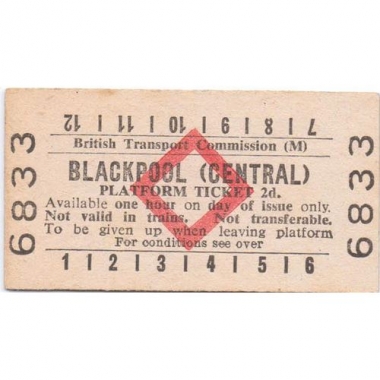 12 | 11 | 10 | 9 | 8 | 7
British Transport Commission (M)
BLACKPOOL (CENTRAL)
PLATFORM TICKET 2d.
Available one hour on day of issue only.
Not valid in trains. Not transferable.
To be given up when leaving platform
For conditions see over
1 | 2 | 3 | 4 | 5 | 6
6833
6833